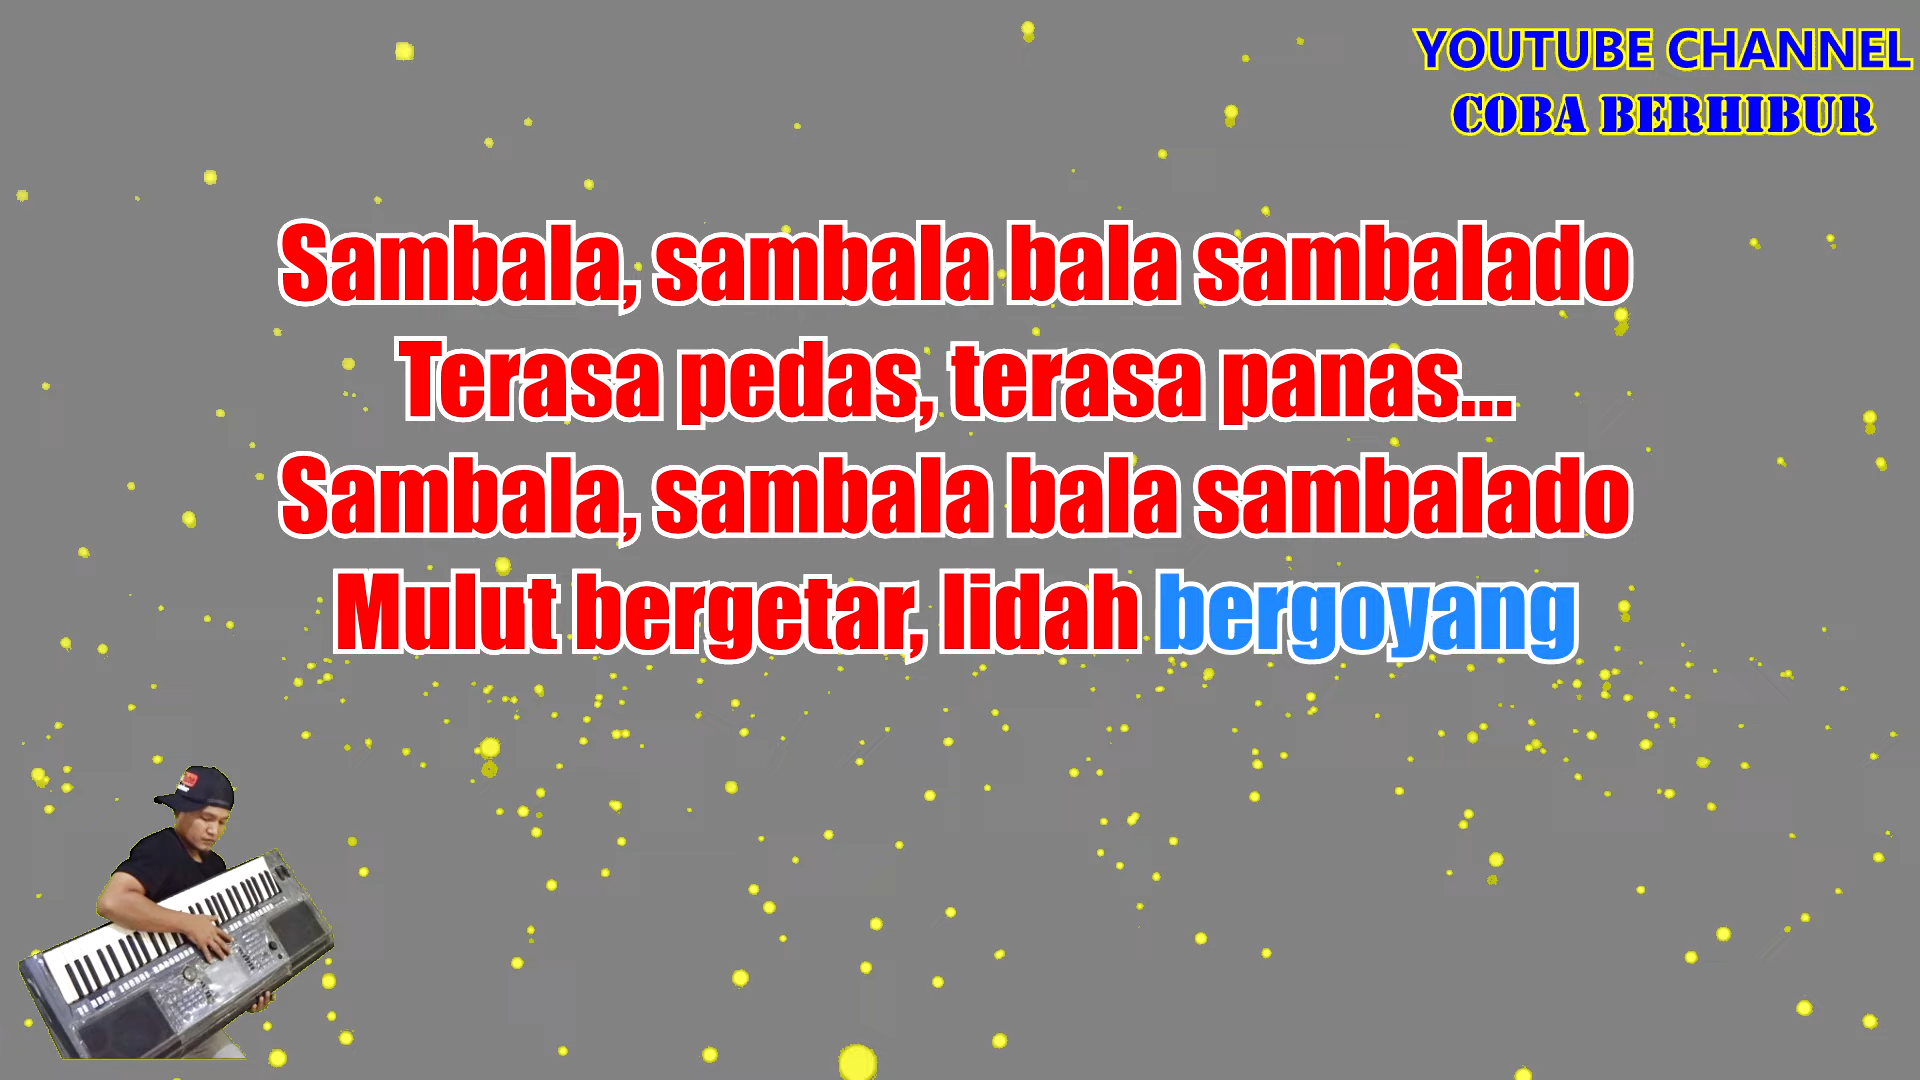 YOUTUBE CHANNEL
COBA BERHIBUR
Sambala, sambala bala sambalado
Terasa pedas, terasa panas...
Sambala, sambala bala sambalado
Mulut bergetar, lidah bergoyang